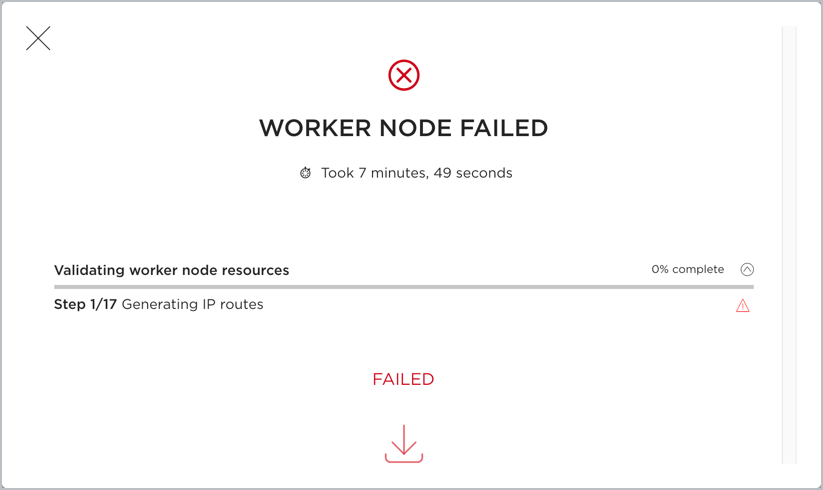 WORKER NODE FAILED
Took 7 minutes, 49 seconds
Validating worker node resources 0% complete
Step 1/17 Generating IP routes
FAILED